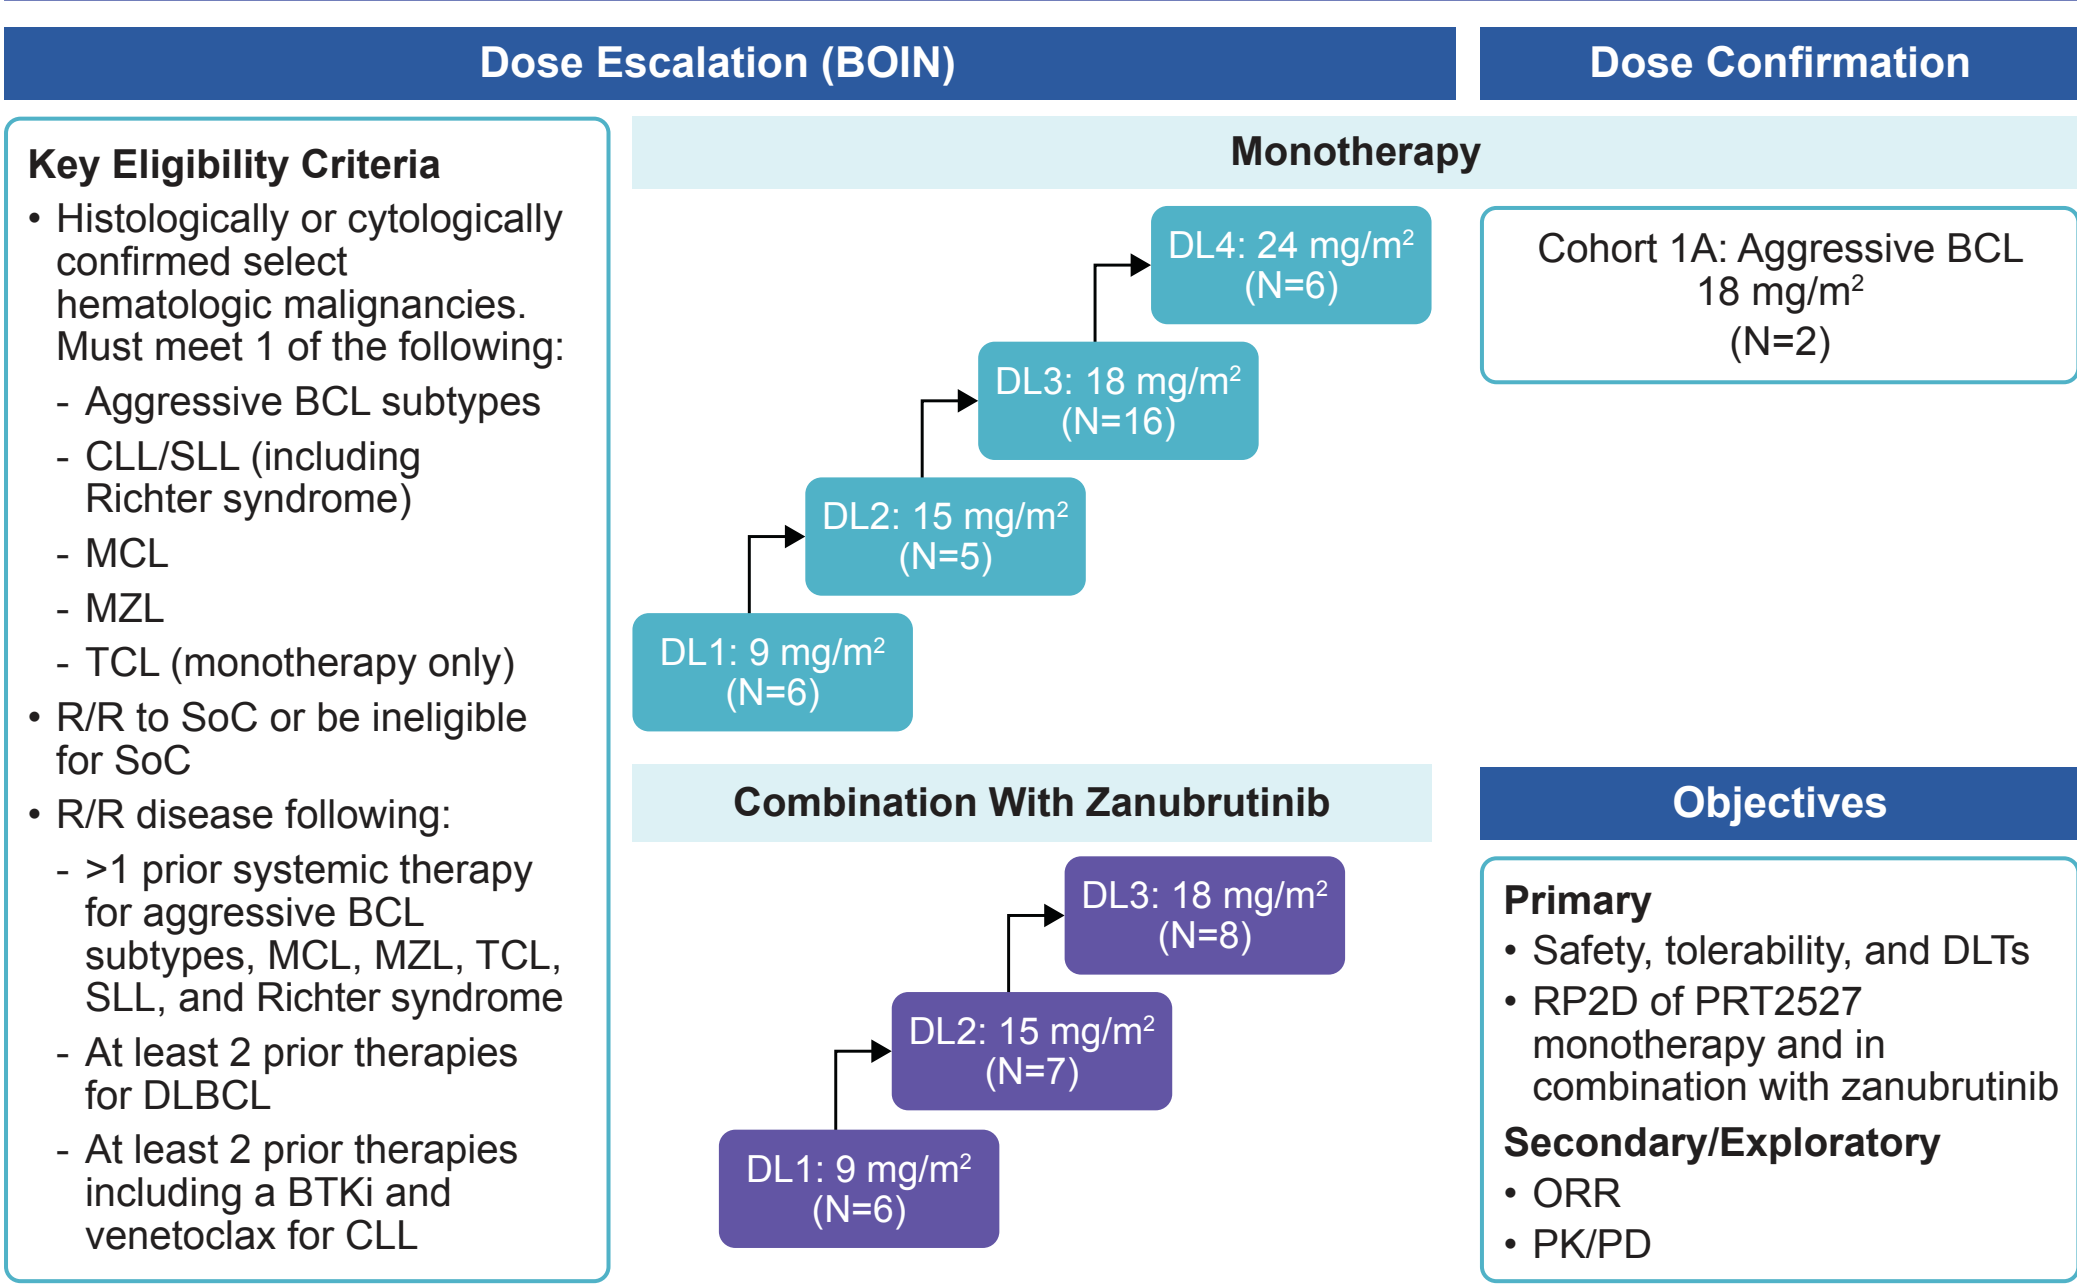 Dose Escalation (BOIN)
Dose Confirmation
Key Eligibility Criteria
• Histologically or cytologically
confirmed select
hematologic malignancies.
Must meet 1 of the following:
- Aggressive BCL subtypes
- CLL/SLL (including
Richter syndrome)
- MCL
- MZL
- TCL (monotherapy only)
• R/R to SoC or be ineligible
for SoC
• R/R disease following:
- >1 prior systemic therapy
for aggressive BCL
subtypes, MCL, MZL, TCL,
SLL, and Richter syndrome
- At least 2 prior therapies
for DLBCL
- At least 2 prior therapies
including a BTKi and
venetoclax for CLL
Monotherapy
DL4: 24 mg/m²
(N=6)
DL3: 18 mg/m²
(N=16)
DL2: 15 mg/m²
(N=5)
DL1: 9 mg/m²
(N=6)
Cohort 1A: Aggressive BCL
18 mg/m²
(N=2)
Combination With Zanubrutinib
DL3: 18 mg/m²
(N=8)
DL2: 15 mg/m²
(N=7)
DL1: 9 mg/m²
(N=6)
Objectives
Primary
• Safety, tolerability, and DLTs
• RP2D of PRT2527
monotherapy and in
combination with zanubrutinib
Secondary/Exploratory
• ORR
• PK/PD